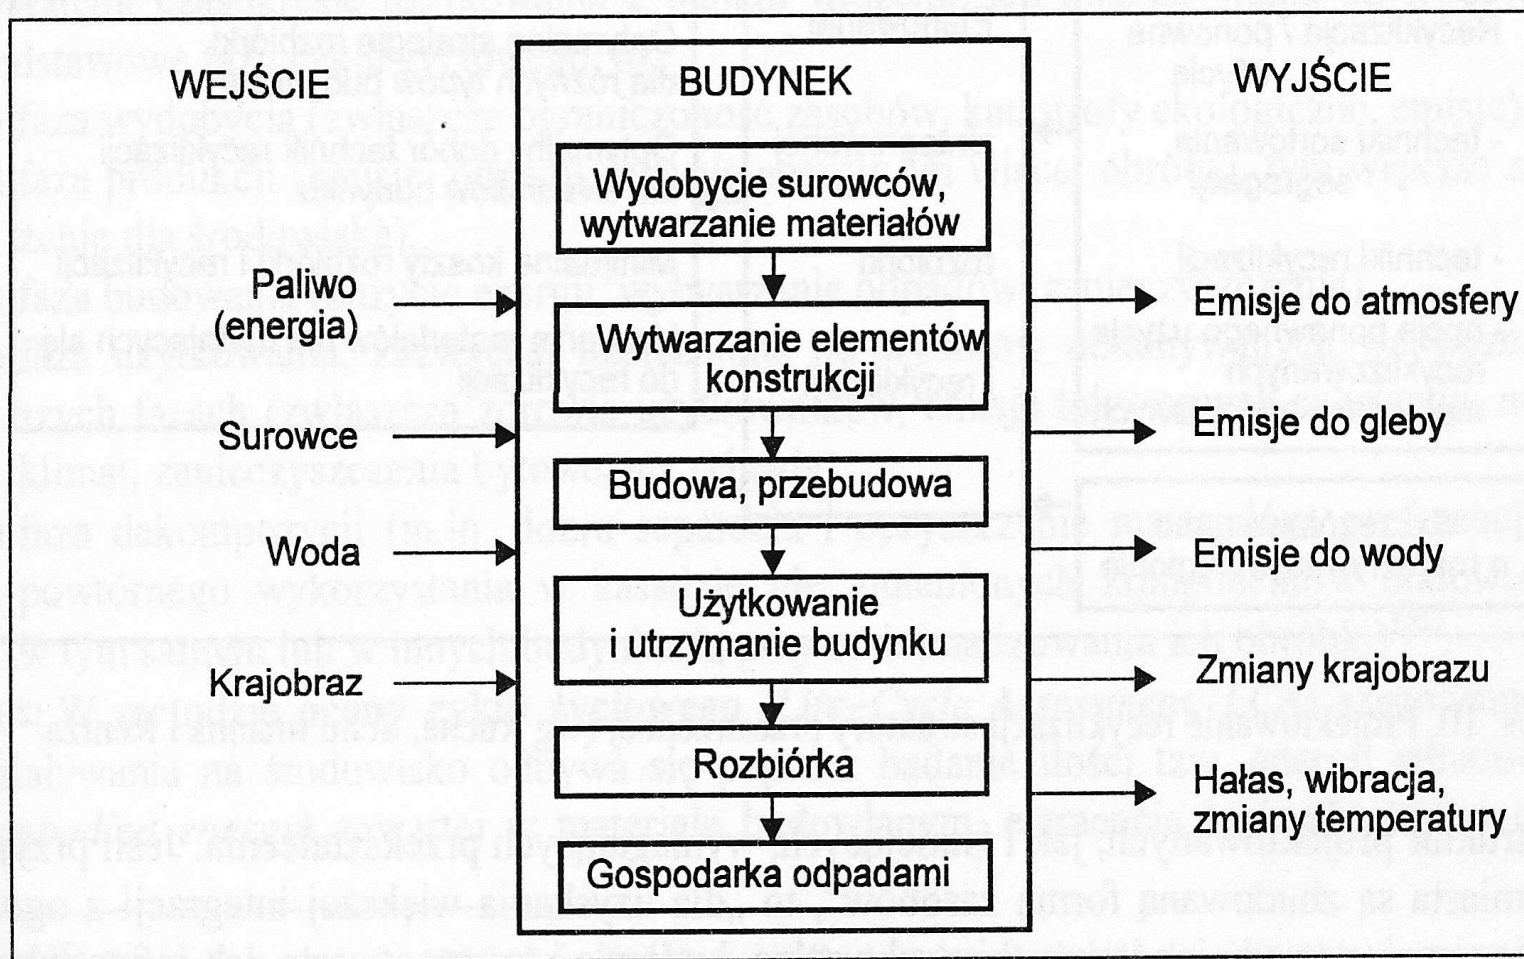 WEJŚCIE
Paliwo
(energia)
Surowce
Woda
Krajobraz
BUDYNEK
Wydobycie surowców,
wytwarzanie materiałów
Wytwarzanie elementów
konstrukcji
Budowa, przebudowa
Użytkowanie
i utrzymanie budynku
Rozbiórka
Gospodarka odpadami
WYJŚCIE
Emisje do atmosfery
Emisje do gleby
Emisje do wody
Zmiany krajobrazu
Hałas, wibracja,
zmiany temperatury